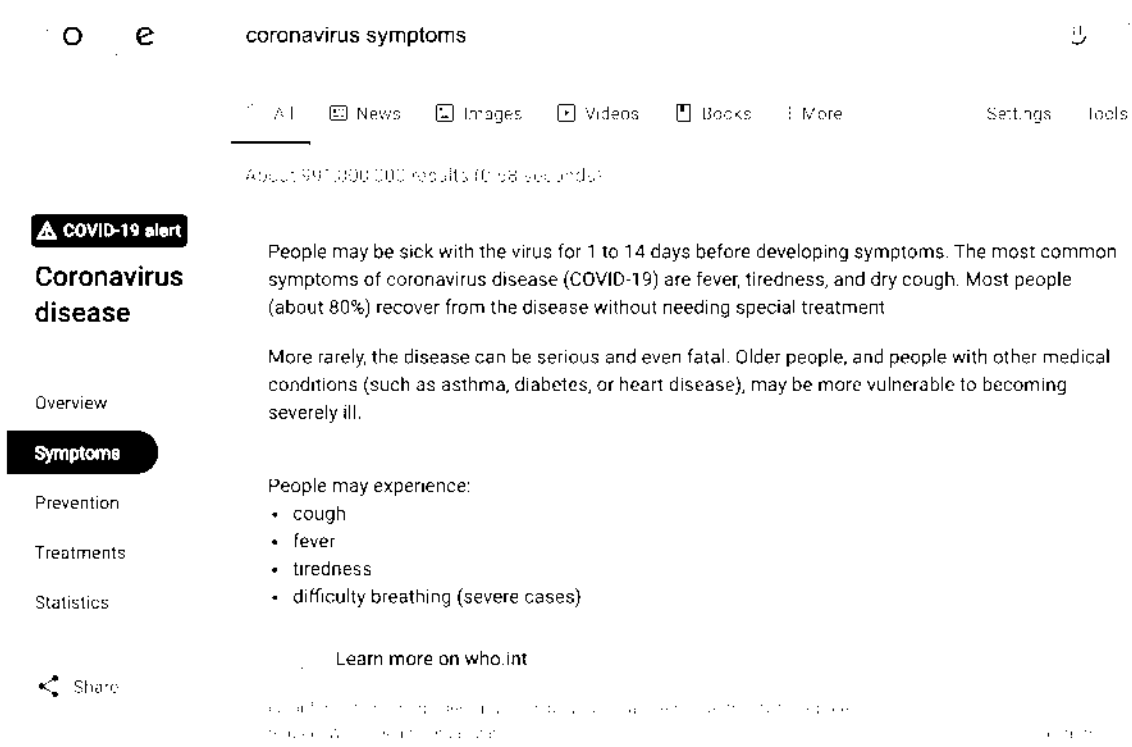 o e
coronavirus symptoms
All News Images Videos Books More Settings Tools
About results
COVID-19 alert
Coronavirus
disease
Overview
Symptoms
Prevention
Treatments
Statistics
Share
People may be sick with the virus for 1 to 14 days before developing symptoms. The most common
symptoms of coronavirus disease (COVID-19) are fever, tiredness, and dry cough. Most people
(about 80%) recover from the disease without needing special treatment
More rarely, the disease can be serious and even fatal. Older people, and people with other medical
conditions (such as asthma, diabetes, or heart disease), may be more vulnerable to becoming
severely ill.
People may experience:
• cough
• fever
• tiredness
• difficulty breathing (severe cases)
Learn more on who.int